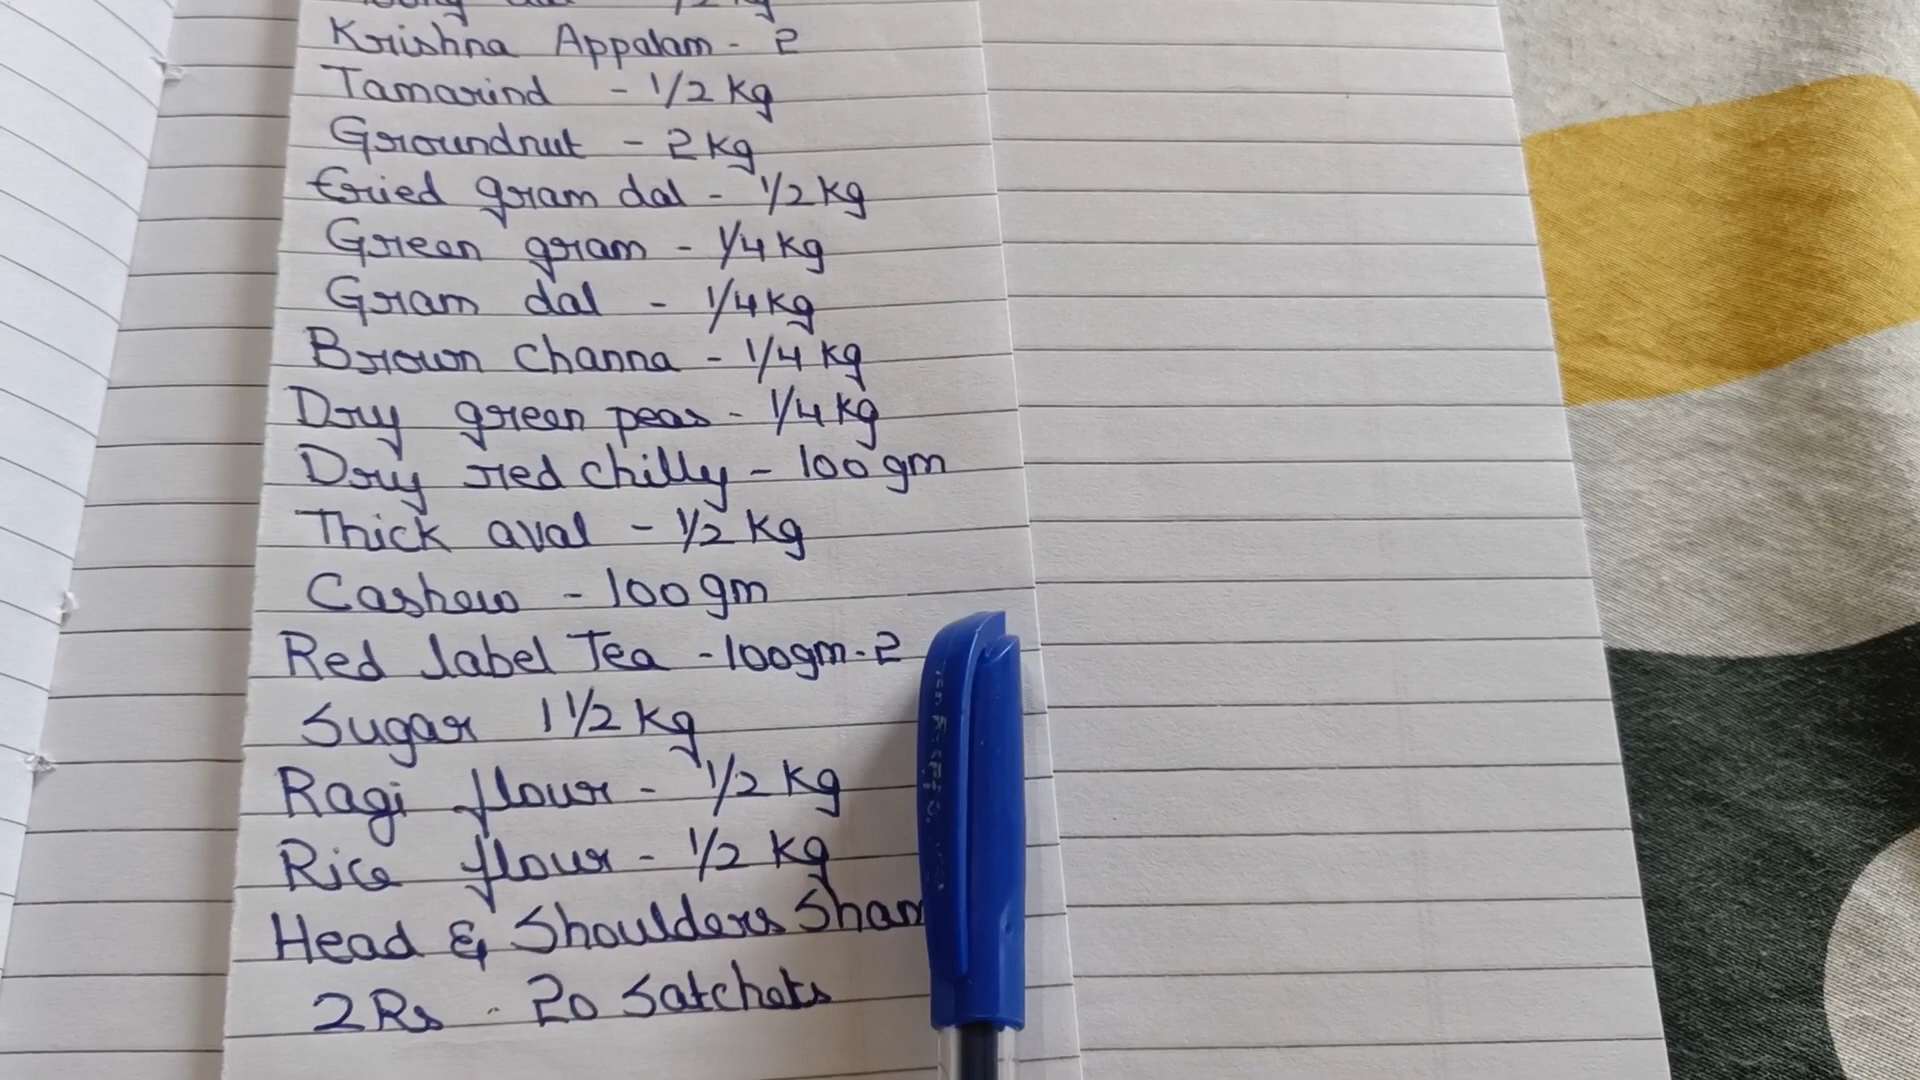 Krishna Appalam - 2
Tamarind - 1/2 kg
Groundnut - 2 kg
fried gram dal - 1/2 kg
Green gram - 1/4 kg
Gram dal - 1/4 kg
Brown channa - 1/4 kg
Dry green peas - 1/4 kg
Dry red chilly - 100 gm
Thick aval - 1/2 kg
Cashew - 100 gm
Red label Tea - 100gm - 2
Sugar 1 1/2 kg
Ragi flour - 1/2 kg
Rice flour - 1/2 kg
Head & Shoulders Sham
2 Rs - 20 Satchets